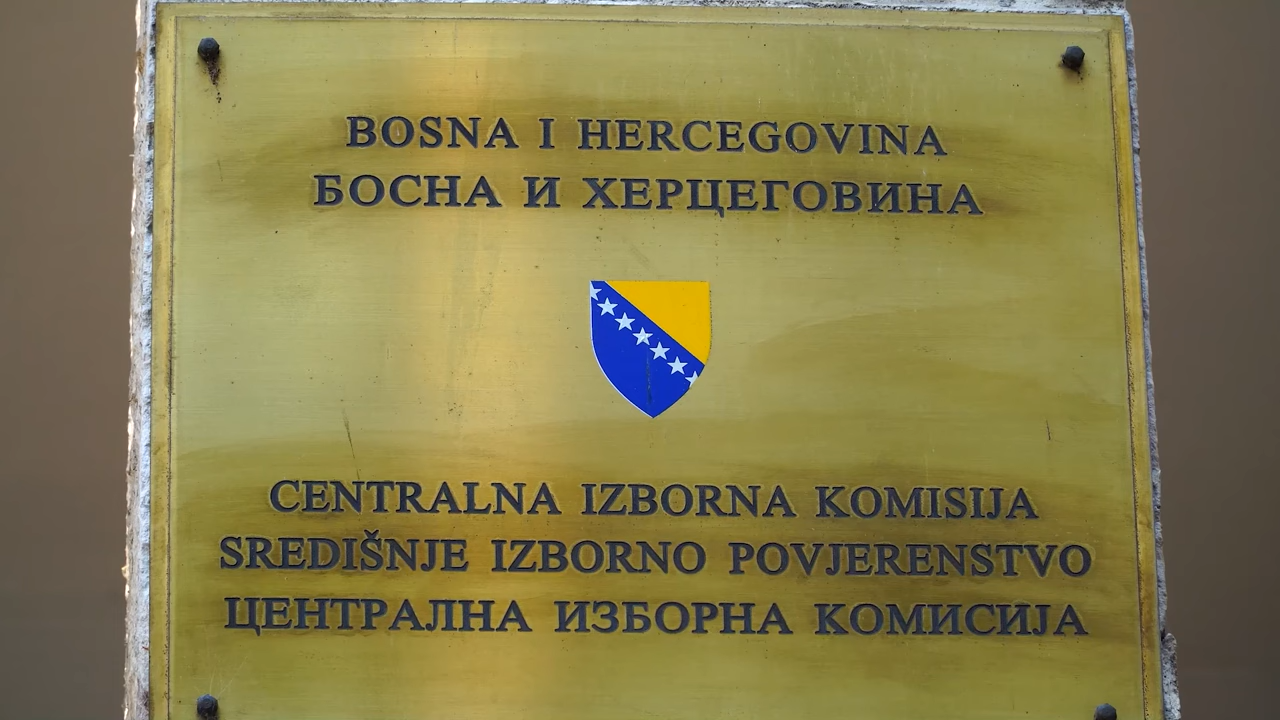 BOSNA I HERCEGOVINA
БОСНА И ХЕРЦЕГОВИНА
CENTRALNA IZBORNA KOMISIJA
SREDIŠNJE IZBORNO POVJERENSTVO
ЦЕНТРАЛНА ИЗБОРНА КОМИСИЈА